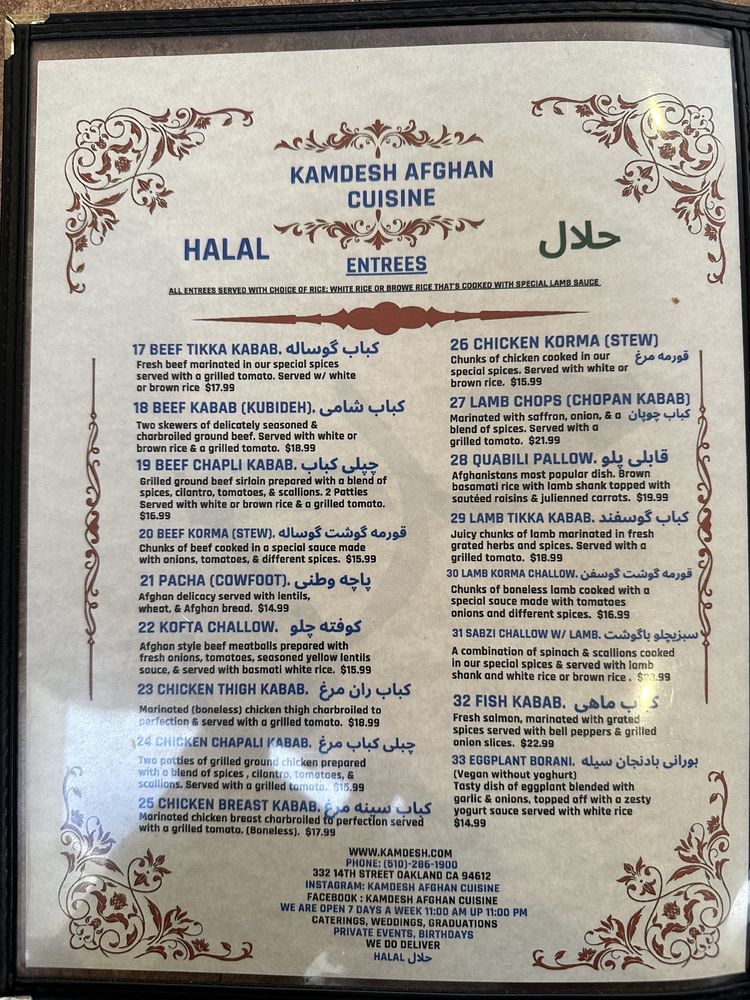 KAMDESH AFGHAN
CUISINE
HALAL
حلال
ENTREES
ALL ENTREES SERVED WITH CHOICE OF RICE: WHITE RICE OR BROWE RICE THAT'S COOKED WITH SPECIAL LAMB SAUCE
17 BEEF TIKKA KABAB. کباب گوساله
Fresh beef marinated in our special spices
served with a grilled tomato. Served w/ white
or brown rice $17.99
18 BEEF KABAB (KUBIDEH). کباب شامی
Two skewers of delicately seasoned &
charbroiled ground beef. Served with white or
brown rice & a grilled tomato. $18.99
19 BEEF CHAPLI KABAB. چپلی کباب
Grilled ground beef sirloin prepared with a blend of
spices, cilantro, tomatoes, & scallions. 2 Patties
Served with white or brown rice & a grilled tomato.
$16.99
20 BEEF KORMA (STEW). قورمه گوشت گوساله
Chunks of beef cooked in a special sauce made
with onions, tomatoes, & different spices. $15.99
21 PACHA (COWFOOT). پاچه وطنی
Afghan delicacy served with lentils,
wheat, & Afghan bread. $14.99
22 KOFTA CHALLOW. کوفته چلو
Afghan style beef meatballs prepared with
fresh onions, tomatoes, seasoned yellow lentils
sauce, & served with basmati white rice. $15.99
23 CHICKEN THIGH KABAB. کباب ران مرغ
Marinated (boneless) chicken thigh charbroiled to
perfection & served with a grilled tomato. $18.99
24 CHICKEN CHAPALI KABAB. چپلی کباب مرغ
Two patties of grilled ground chicken prepared
with a blend of spices , cilantro, tomatoes, &
scallions. Served with a grilled tomato. $15.99
25 CHICKEN BREAST KABAB. کباب سینه مرغ
Marinated chicken breast charbroiled to perfection served
with a grilled tomato. (Boneless). $17.99
26 CHICKEN KORMA (STEW)
Chunks of chicken cooked in our قورمه مرغ
special spices. Served with white or
brown rice. $15.99
27 LAMB CHOPS (CHOPAN KABAB)
Marinated with saffron, onion, & a کباب چوپان
blend of spices. Served with a
grilled tomato. $21.99
28 QUABILI PALLOW. قابلی پلو
Afghanistans most popular dish. Brown
basamati rice with lamb shank topped with
sautéed raisins & julienned carrots. $19.99
29 LAMB TIKKA KABAB. کباب گوسفند
Juicy chunks of lamb marinated in fresh
grated herbs and spices. Served with a
grilled tomato. $18.99
30 LAMB KORMA CHALLOW. قورمه گوشت گوسفن
Chunks of boneless lamb cooked with a
special sauce made with tomatoes
onions and different spices. $16.99
31 SABZI CHALLOW W/ LAMB. سبزیچلو باگوشت
A combination of spinach & scallions cooked
in our special spices & served with lamb
shank and white rice or brown rice .
32 FISH KABAB. کباب ماهی
Fresh salmon, marinated with grated
spices served with bell peppers & grilled
onion slices. $22.99
33 EGGPLANT BORANI. بورانی بادنجان سیله
(Vegan without yoghurt)
Tasty dish of eggplant blended with
garlic & onions, topped off with a zesty
yogurt sauce served with white rice
$14.99
WWW.KAMDESH.COM
PHONE: (510)-286-1900
332 14TH STREET OAKLAND CA 94612
INSTAGRAM: KAMDESH AFGHAN CUISINE
FACEBOOK : KAMDESH AFGHAN CUISINE
WE ARE OPEN 7 DAYS A WEEK 11:00 AM UP 11:00 PM
CATERINGS, WEDDINGS, GRADUATIONS
PRIVATE EVENTS, BIRTHDAYS
WE DO DELIVER
HALAL حلال